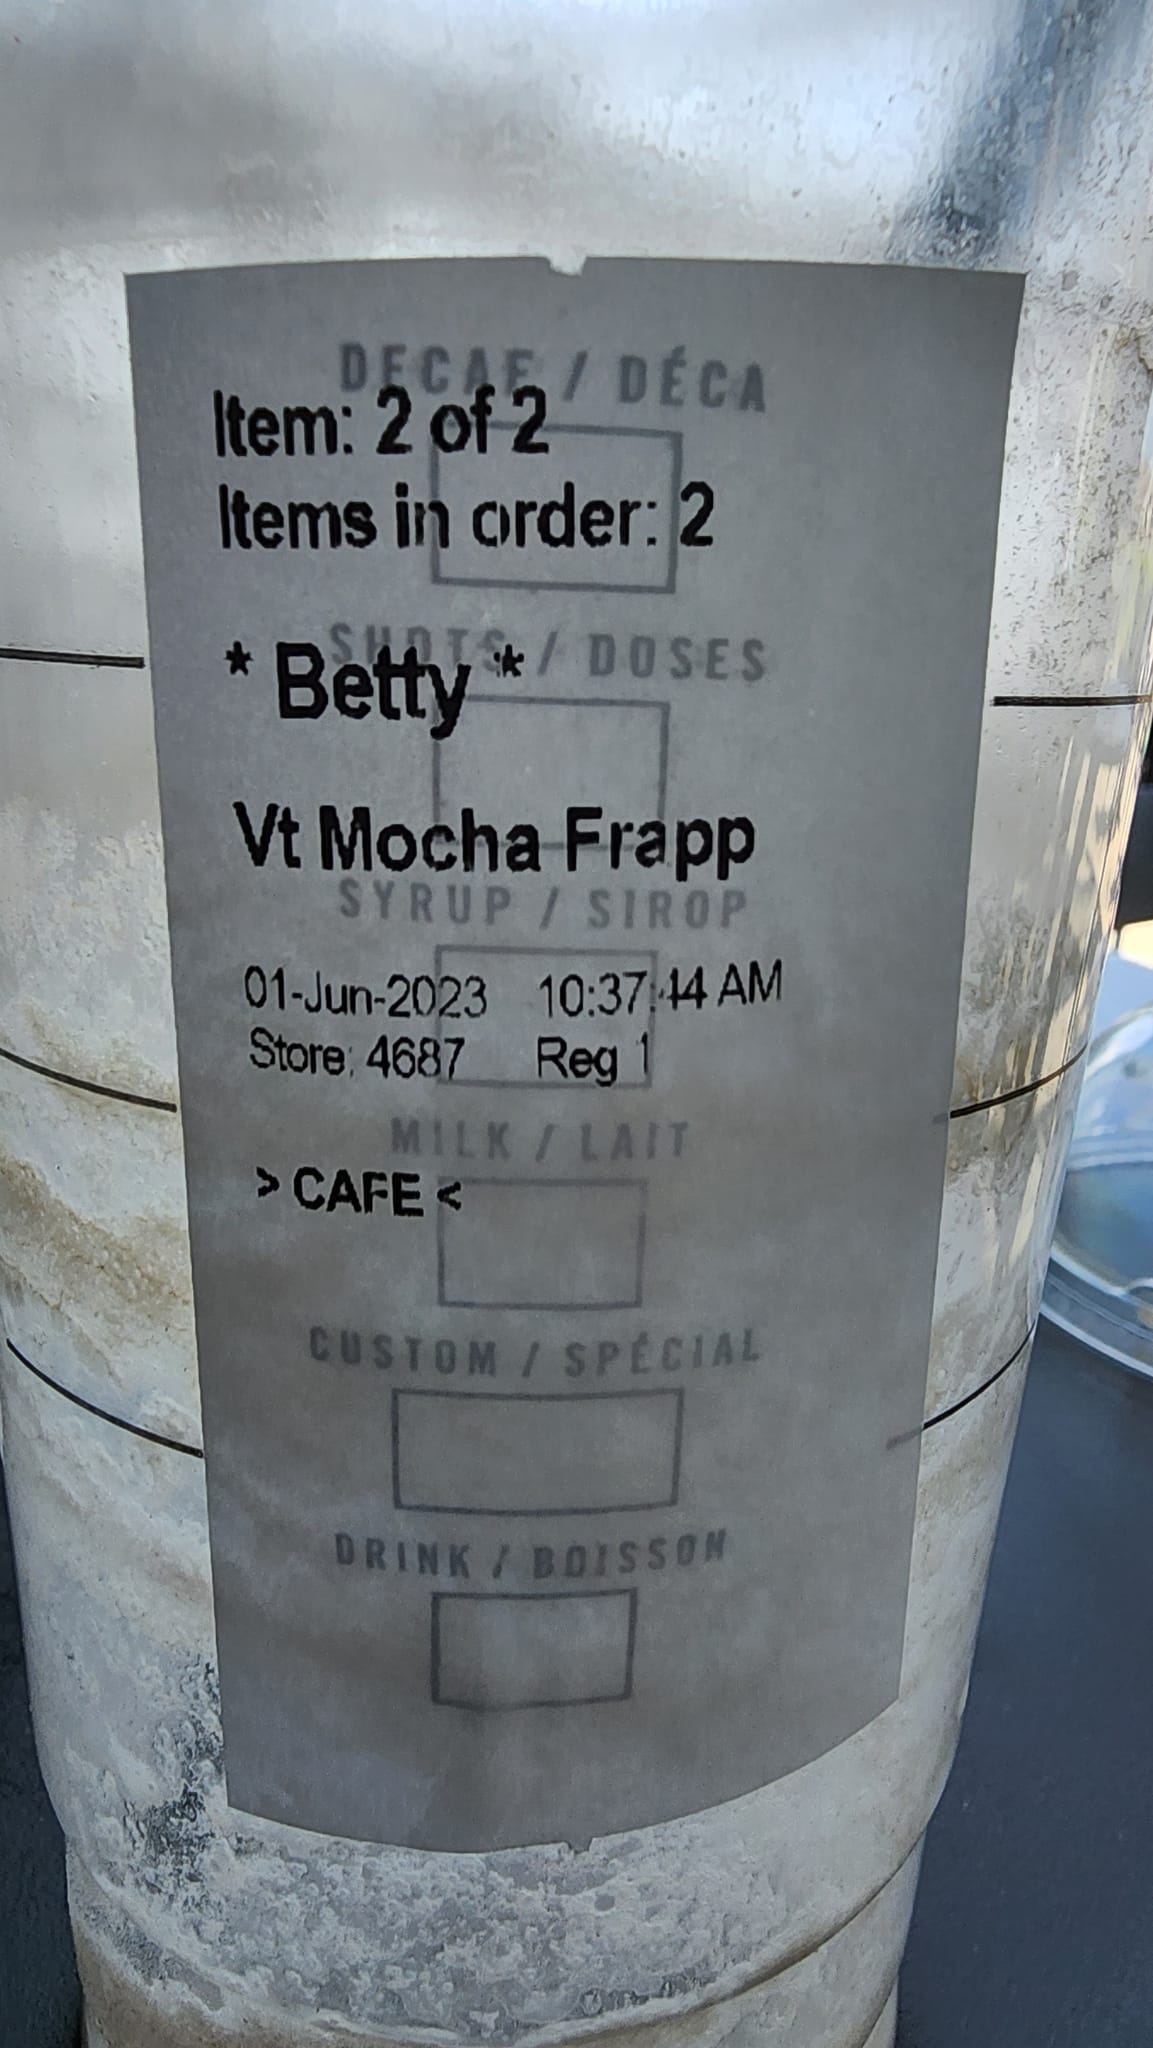 DECAF / DÉCA
Item: 2 of 2
Items in order: 2
SHOTS / DOSES
* Betty *
Vt Mocha Frapp
SYRUP / SIROP
01-Jun-2023 10:37:44 AM
Store: 4687 Reg 1
MILK / LAIT
> CAFE <
CUSTOM / SPÉCIAL
DRINK / BOISSON